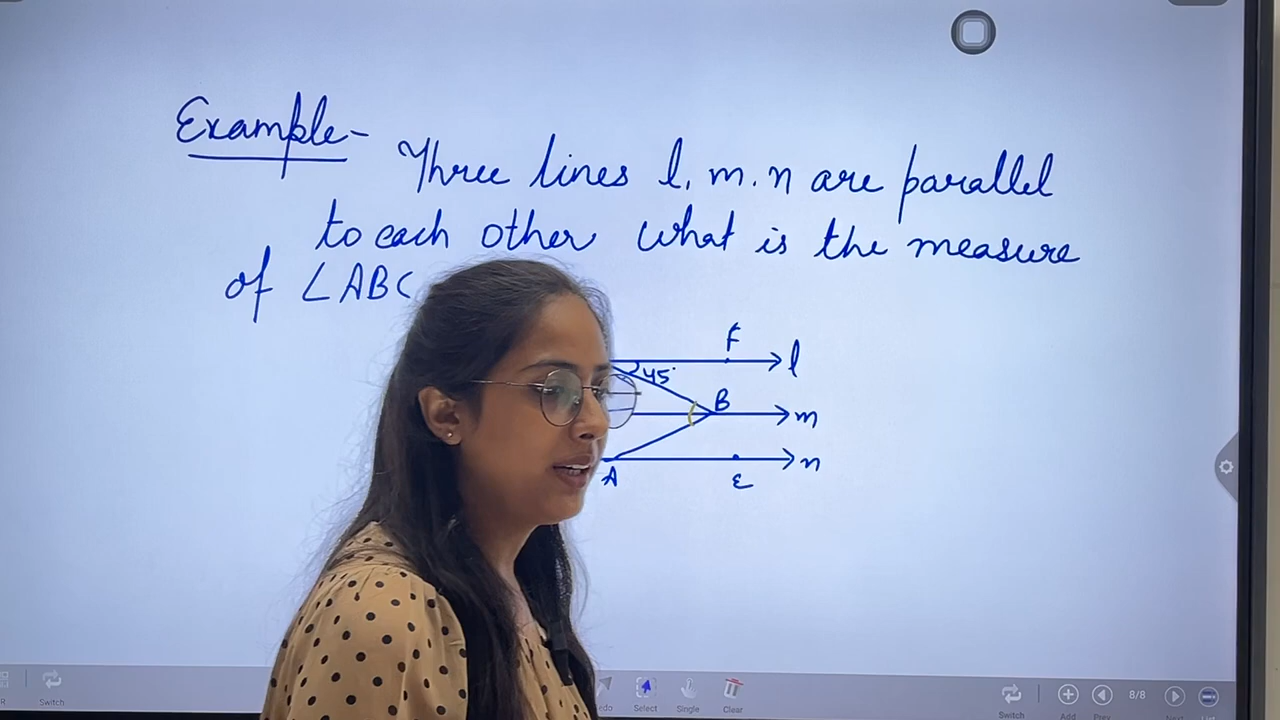 Example-
Three lines l, m. n are parallel
to each other what is the measure
of ∠ABC
F
l
45°
B
m
n
A
E
Switch
Select
Single
Clear
Switch
Add
8/8